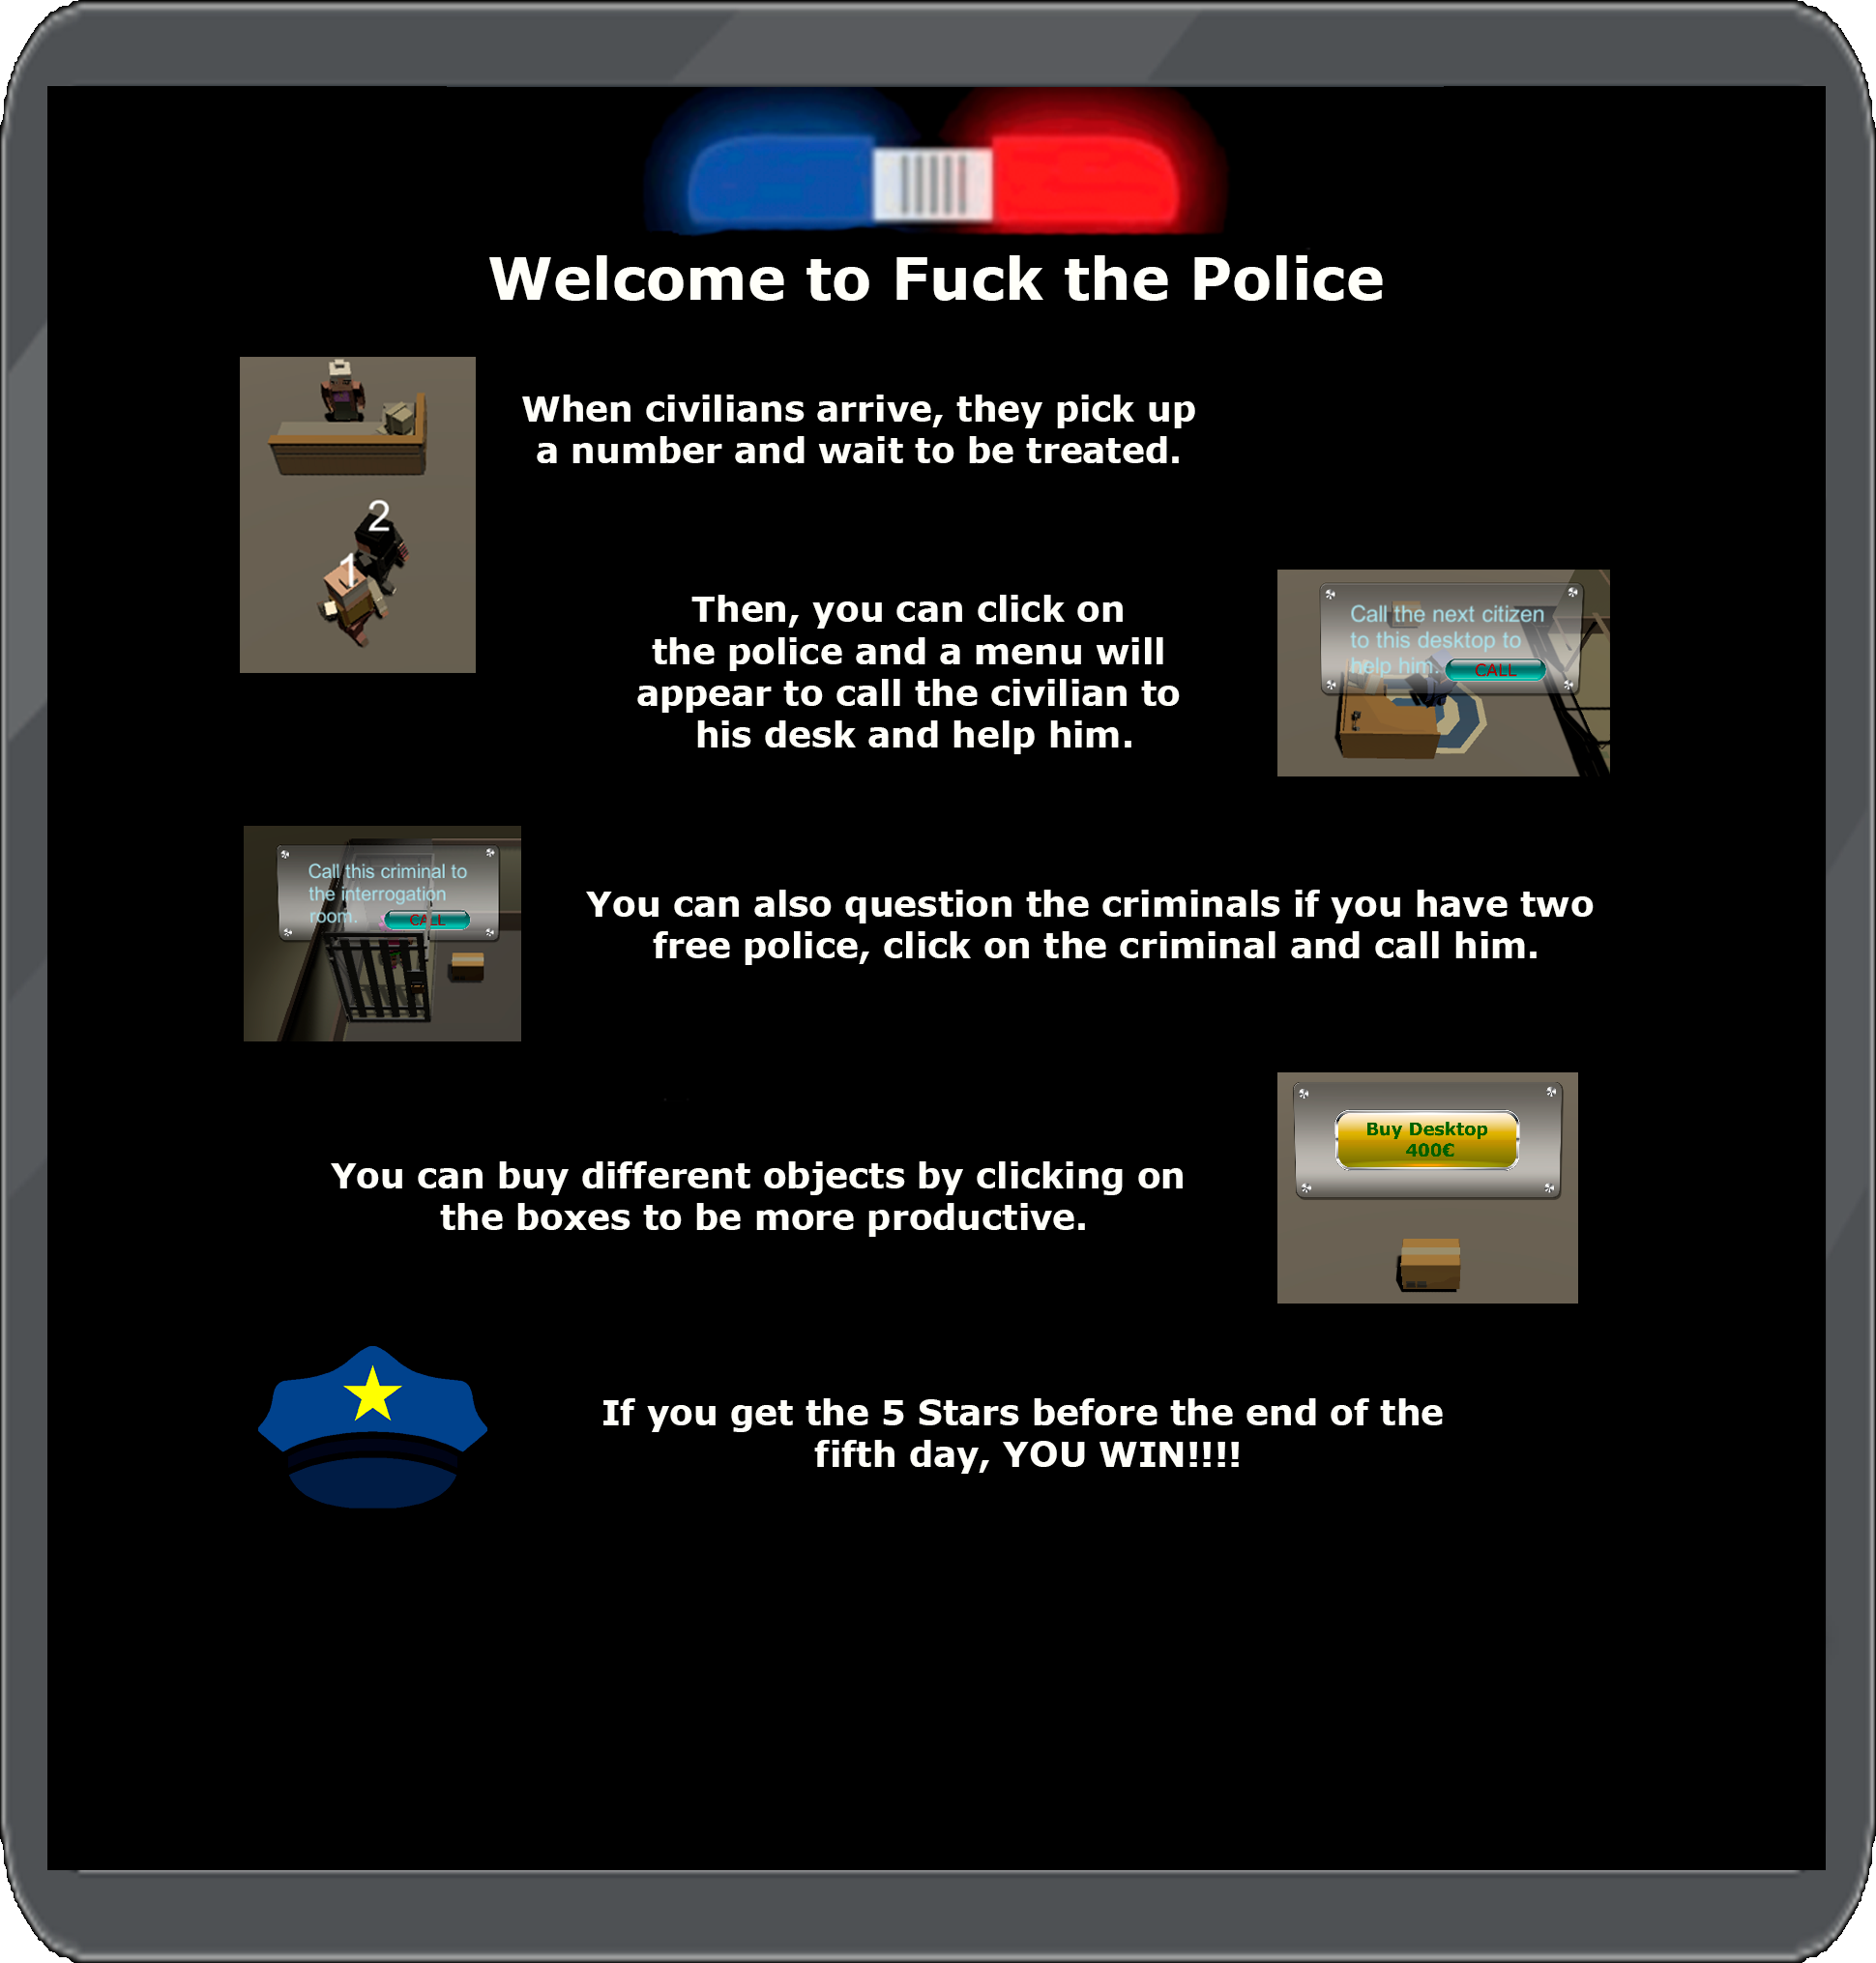 Welcome to Fuck the Police
When civilians arrive, they pick up
a number and wait to be treated.
2
1
Then, you can click on
the police and a menu will
appear to call the civilian to
his desk and help him.
Call the next citizen
to this desktop to
help him.
CALL
Call this criminal to
the interrogation
room.
CALL
You can also question the criminals if you have two
free police, click on the criminal and call him.
Buy Desktop
400€
You can buy different objects by clicking on
the boxes to be more productive.
If you get the 5 Stars before the end of the
fifth day, YOU WIN!!!!